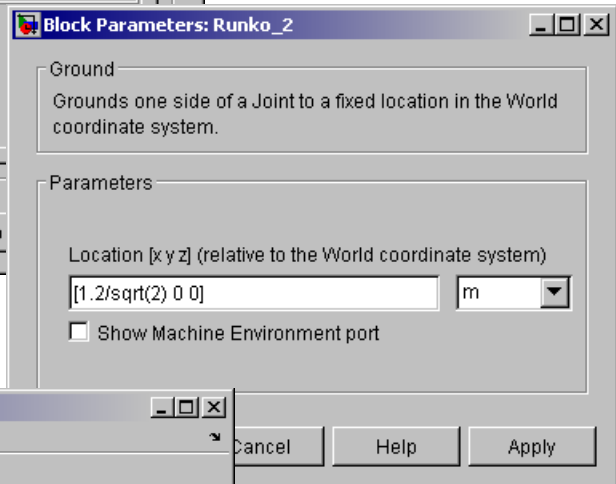 Block Parameters: Runko_2
Ground
Grounds one side of a Joint to a fixed location in the World
coordinate system.
Parameters
Location [x y z] (relative to the World coordinate system)
[1.2/sqrt(2) 0 0]
m
Show Machine Environment port
Cancel
Help
Apply